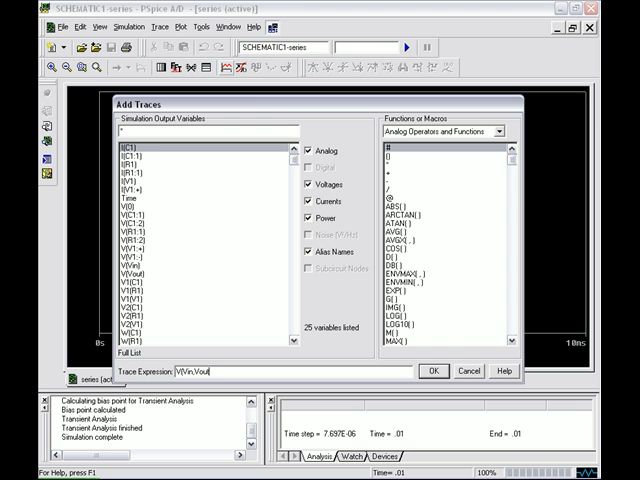 SCHEMATIC1-series - PSpice A/D - [series (active)]
File Edit View Simulation Trace Plot Tools Window Help
SCHEMATIC1-series
Add Traces
Simulation Output Variables
*
I(C1)
I(C1:1)
I(R1)
I(R1:1)
I(V1)
I(V1:+)
Time
V(0)
V(C1:1)
V(C1:2)
V(R1:1)
V(R1:2)
V(V1:+)
V(V1:-)
V(Vin)
V(Vout)
V1(C1)
V1(R1)
V1(V1)
V2(C1)
V2(R1)
V2(V1)
W(C1)
W(R1)
Full List
Analog
Digital
Voltages
Currents
Power
Noise (V²/Hz)
Alias Names
Subcircuit Nodes
25 variables listed
Functions or Macros
Analog Operators and Functions
#
()
*
+
-
/
@
ABS( )
ARCTAN( )
ATAN( )
AVG( )
AVGX( , )
COS( )
D( )
DB( )
ENVMAX( , )
ENVMIN( , )
EXP( )
G( )
IMG( )
LOG( )
LOG10( )
M( )
MAX( )
Trace Expression: V(Vin,Vout
OK Cancel Help
0s
10ms
series (act
Calculating bias point for Transient Analysis
Bias point calculated
Transient Analysis
Transient Analysis finished
Simulation complete
Time step = 7.697E-06 Time = .01 End = .01
Analysis Watch Devices
For Help, press F1 Time= .01 100%